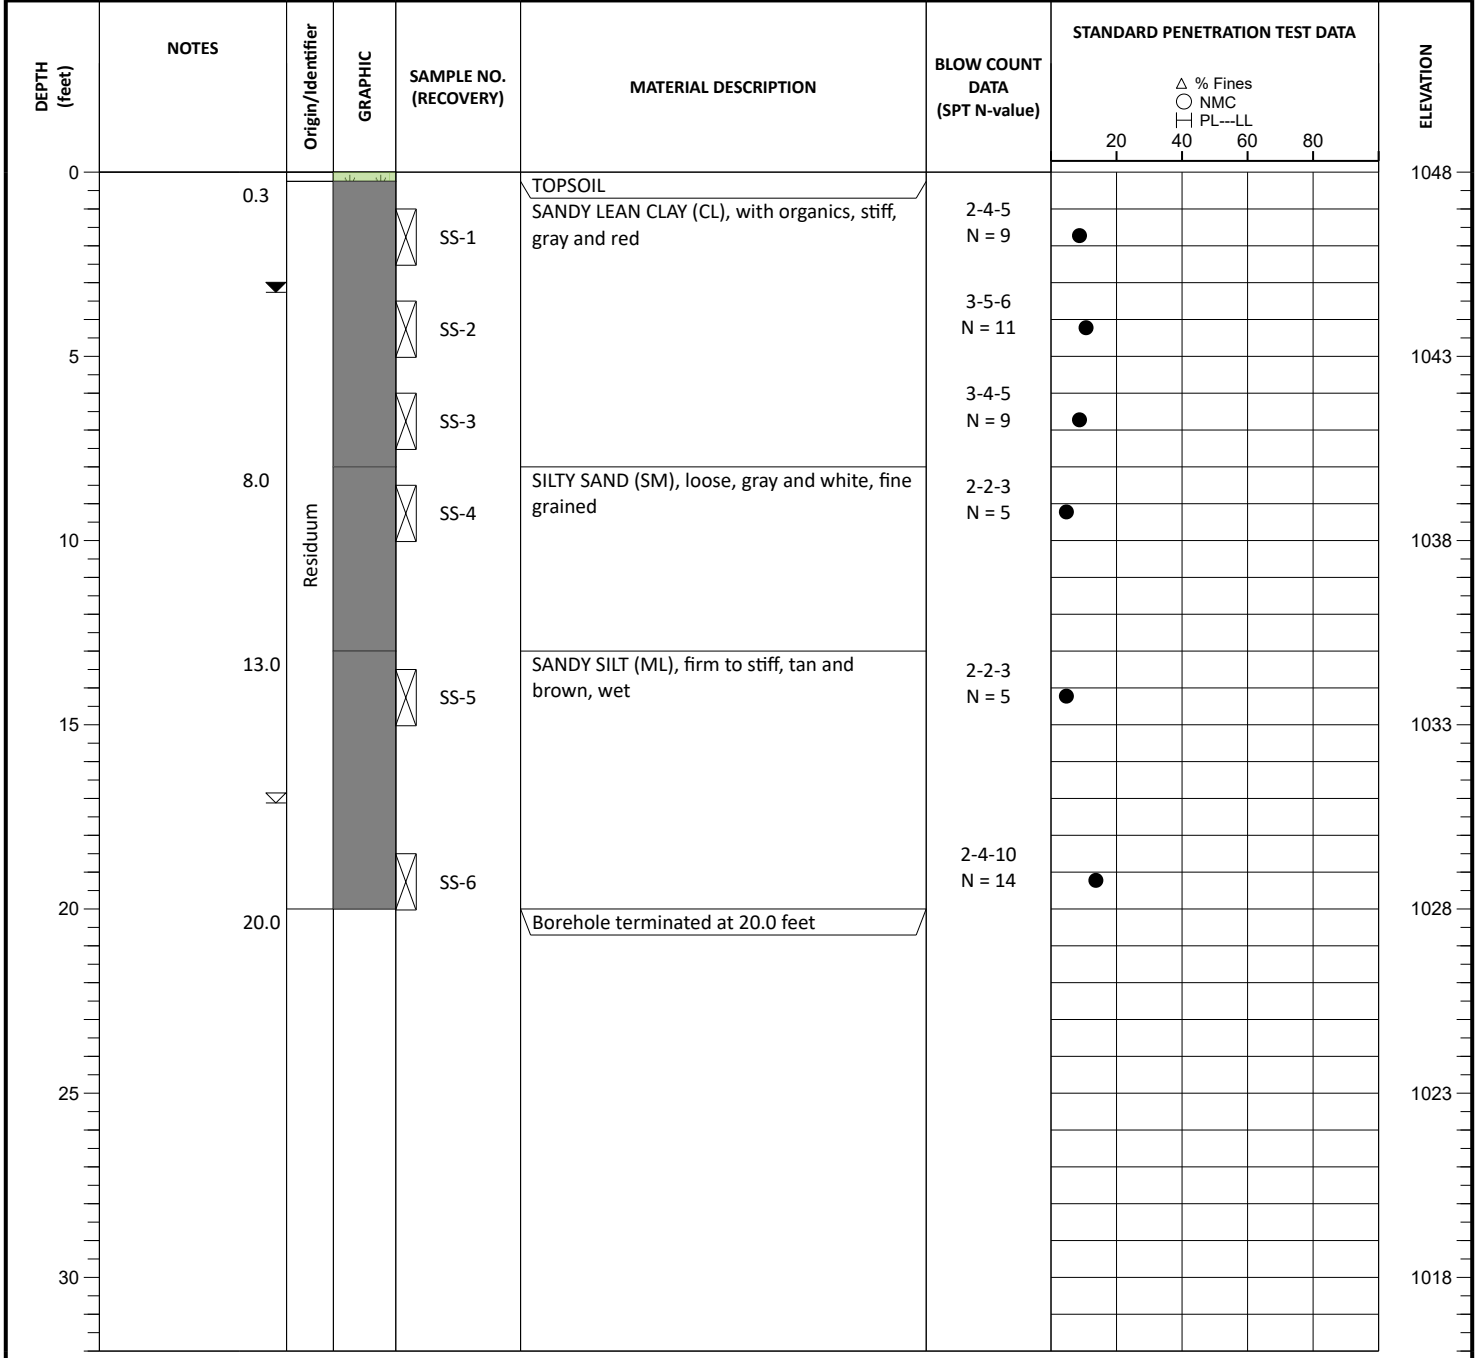 DEPTH
(feet)
NOTES
Origin/Identifier
GRAPHIC
SAMPLE NO.
(RECOVERY)
MATERIAL DESCRIPTION
BLOW COUNT
DATA
(SPT N-value)
STANDARD PENETRATION TEST DATA
△ % Fines
○ NMC
├┤ PL---LL
20 40 60 80
ELEVATION
0
1048
0.3
TOPSOIL
SANDY LEAN CLAY (CL), with organics, stiff,
gray and red
SS-1
2-4-5
N = 9
SS-2
3-5-6
N = 11
5
1043
SS-3
3-4-5
N = 9
8.0
SILTY SAND (SM), loose, gray and white, fine
grained
SS-4
2-2-3
N = 5
10
1038
Residuum
13.0
SANDY SILT (ML), firm to stiff, tan and
brown, wet
SS-5
2-2-3
N = 5
15
1033
SS-6
2-4-10
N = 14
20
1028
20.0
Borehole terminated at 20.0 feet
25
1023
30
1018